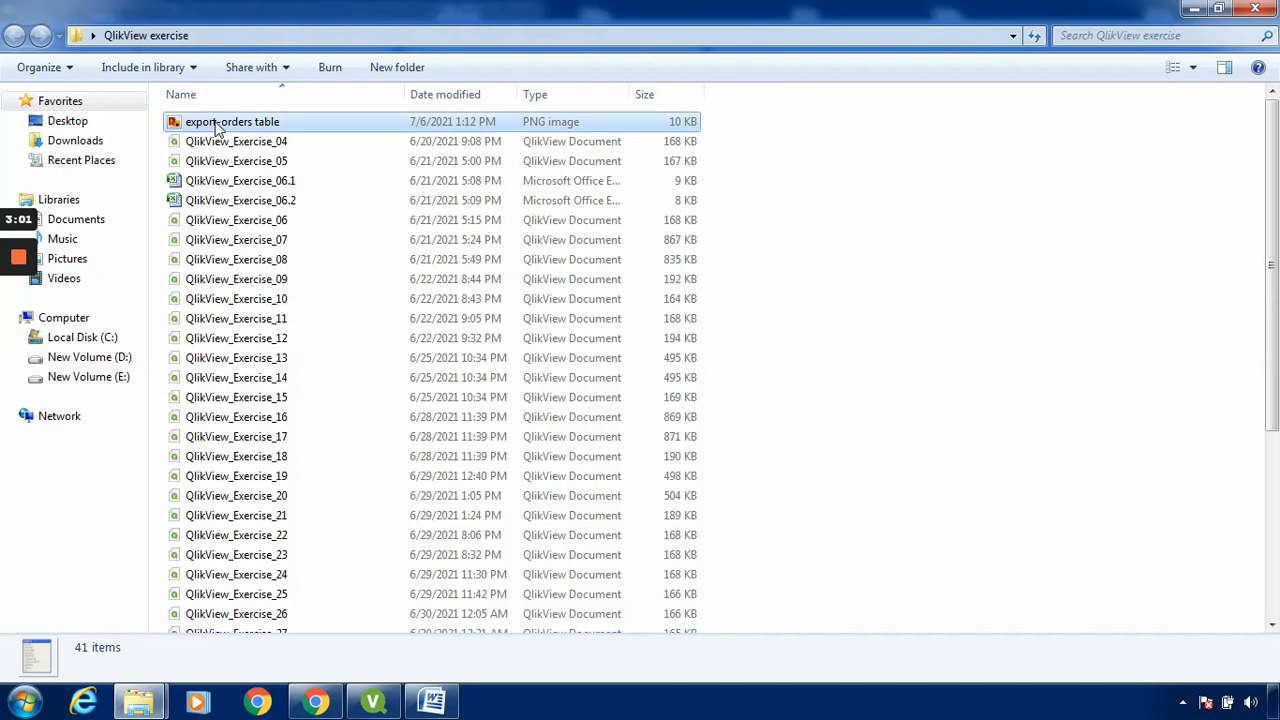 QlikView exercise
Search QlikView exercise
Organize Include in library Share with Burn New folder
Name Date modified Type Size
Favorites
Desktop
Downloads
Recent Places
Libraries
Documents
Music
Pictures
Videos
Computer
Local Disk (C:)
New Volume (D:)
New Volume (E:)
Network
3:01
export-orders table 7/6/2021 1:12 PM PNG image 10 KB
QlikView_Exercise_04 6/20/2021 9:08 PM QlikView Document 168 KB
QlikView_Exercise_05 6/21/2021 5:00 PM QlikView Document 167 KB
QlikView_Exercise_06.1 6/21/2021 5:08 PM Microsoft Office E... 9 KB
QlikView_Exercise_06.2 6/21/2021 5:09 PM Microsoft Office E... 8 KB
QlikView_Exercise_06 6/21/2021 5:15 PM QlikView Document 168 KB
QlikView_Exercise_07 6/21/2021 5:24 PM QlikView Document 867 KB
QlikView_Exercise_08 6/21/2021 5:49 PM QlikView Document 835 KB
QlikView_Exercise_09 6/22/2021 8:44 PM QlikView Document 192 KB
QlikView_Exercise_10 6/22/2021 8:43 PM QlikView Document 164 KB
QlikView_Exercise_11 6/22/2021 9:05 PM QlikView Document 168 KB
QlikView_Exercise_12 6/22/2021 9:32 PM QlikView Document 194 KB
QlikView_Exercise_13 6/25/2021 10:34 PM QlikView Document 495 KB
QlikView_Exercise_14 6/25/2021 10:34 PM QlikView Document 495 KB
QlikView_Exercise_15 6/25/2021 10:34 PM QlikView Document 169 KB
QlikView_Exercise_16 6/28/2021 11:39 PM QlikView Document 869 KB
QlikView_Exercise_17 6/28/2021 11:39 PM QlikView Document 871 KB
QlikView_Exercise_18 6/28/2021 11:39 PM QlikView Document 190 KB
QlikView_Exercise_19 6/29/2021 12:40 PM QlikView Document 498 KB
QlikView_Exercise_20 6/29/2021 1:05 PM QlikView Document 504 KB
QlikView_Exercise_21 6/29/2021 1:24 PM QlikView Document 189 KB
QlikView_Exercise_22 6/29/2021 8:06 PM QlikView Document 168 KB
QlikView_Exercise_23 6/29/2021 8:32 PM QlikView Document 168 KB
QlikView_Exercise_24 6/29/2021 11:30 PM QlikView Document 168 KB
QlikView_Exercise_25 6/29/2021 11:42 PM QlikView Document 166 KB
QlikView_Exercise_26 6/30/2021 12:05 AM QlikView Document 166 KB
41 items